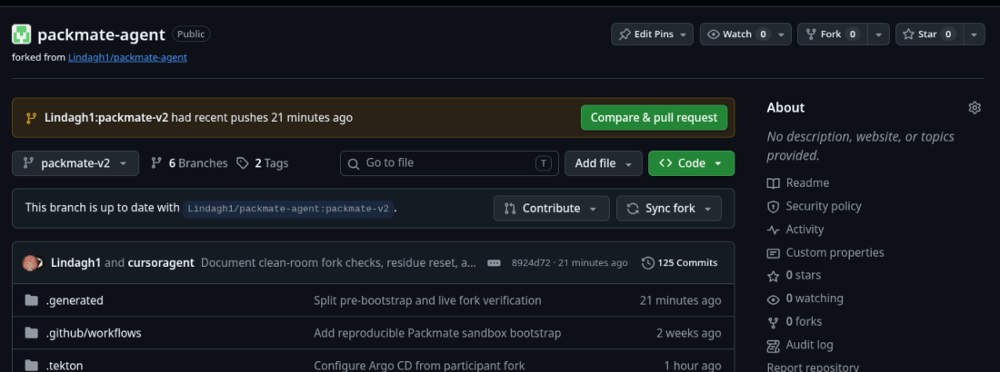 packmate-agent Public
Edit Pins Watch 0 Fork 0 Star 0
forked from Lindagh1/packmate-agent
Lindagh1:packmate-v2 had recent pushes 21 minutes ago
Compare & pull request
packmate-v2 6 Branches 2 Tags Go to file T Add file <> Code
This branch is up to date with Lindagh1/packmate-agent:packmate-v2.
Contribute Sync fork
Lindagh1 and cursoragent Document clean-room fork checks, residue reset, a... 8924d72 · 21 minutes ago 125 Commits
.generated Split pre-bootstrap and live fork verification 21 minutes ago
.github/workflows Add reproducible Packmate sandbox bootstrap 2 weeks ago
.tekton Configure Argo CD from participant fork 1 hour ago
About
No description, website, or topics
provided.
Readme
Security policy
Activity
Custom properties
0 stars
0 watching
0 forks
Audit log
Report repository